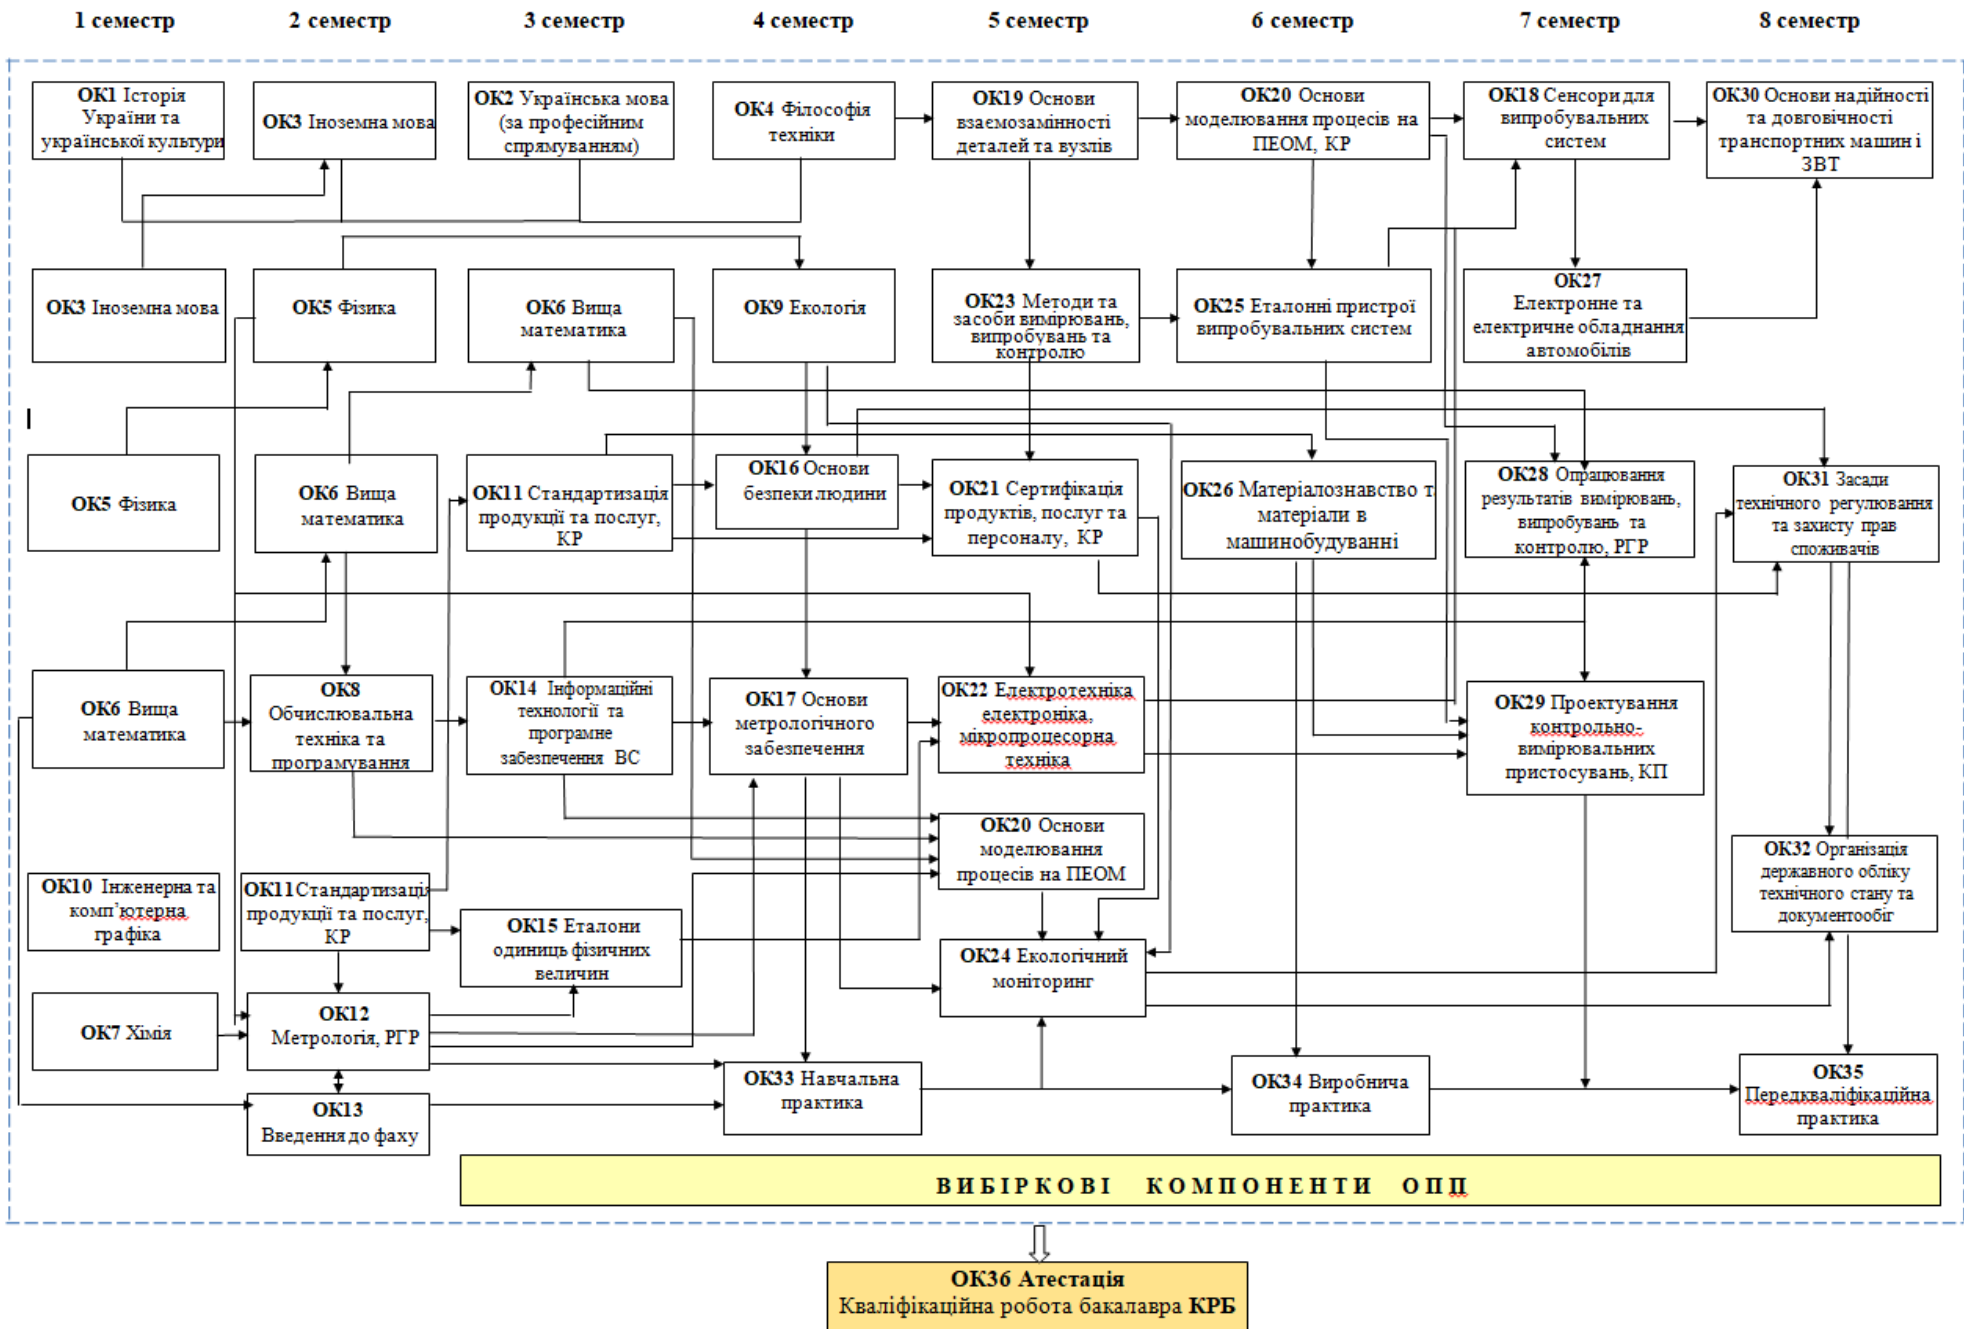 1 семестр
2 семестр
3 семестр
4 семестр
5 семестр
6 семестр
7 семестр
8 семестр
ОК1 Історія
України та
української культури
ОК3 Іноземна мова
ОК2 Українська мова
(за професійним
спрямуванням)
ОК4 Філософія
техніки
ОК19 Основи
взаємозамінності
деталей та вузлів
ОК20 Основи
моделювання процесів на
ПЕОМ, КР
ОК18 Сенсори для
випробувальних
систем
ОК30 Основи надійності
та довговічності
транспортних машин і
ЗВТ
ОК3 Іноземна мова
ОК5 Фізика
ОК6 Вища
математика
ОК9 Екологія
ОК23 Методи та
засоби вимірювань,
випробувань та
контролю
ОК25 Еталонні пристрої
випробувальних систем
ОК27
Електронне та
електричне обладнання
автомобілів
ОК5 Фізика
ОК6 Вища
математика
ОК11 Стандартизація
продукції та послуг,
КР
ОК16 Основи
безпеки людини
ОК21 Сертифікація
продуктів, послуг та
персоналу, КР
ОК26 Матеріалознавство та
матеріали в
машинобудуванні
ОК28 Опрацювання
результатів вимірювань,
випробувань та
контролю, РГР
ОК31 Засади
технічного регулювання
та захисту прав
споживачів
ОК6 Вища
математика
ОК8
Обчислювальна
техніка та
програмування
ОК14 Інформаційні
технології та
програмне
забезпечення ВС
ОК17 Основи
метрологічного
забезпечення
ОК22 Електротехніка
електроніка,
мікропроцесорна
техніка
ОК29 Проектування
контрольно-
вимірювальних
пристосувань, КП
ОК20 Основи
моделювання
процесів на ПЕОМ
ОК32 Організація
державного обліку
технічного стану та
документообіг
ОК10 Інженерна та
комп’ютерна
графіка
ОК11Стандартизація
продукції та послуг,
КР
ОК15 Еталони
одиниць фізичних
величин
ОК24 Екологічний
моніторинг
ОК7 Хімія
ОК12
Метрологія, РГР
ОК33 Навчальна
практика
ОК34 Виробнича
практика
ОК35
Передкваліфікаційна
практика
ОК13
Введення до фаху
ВИБІРКОВІ КОМПОНЕНТИ ОПП
ОК36 Атестація
Кваліфікаційна робота бакалавра КРБ